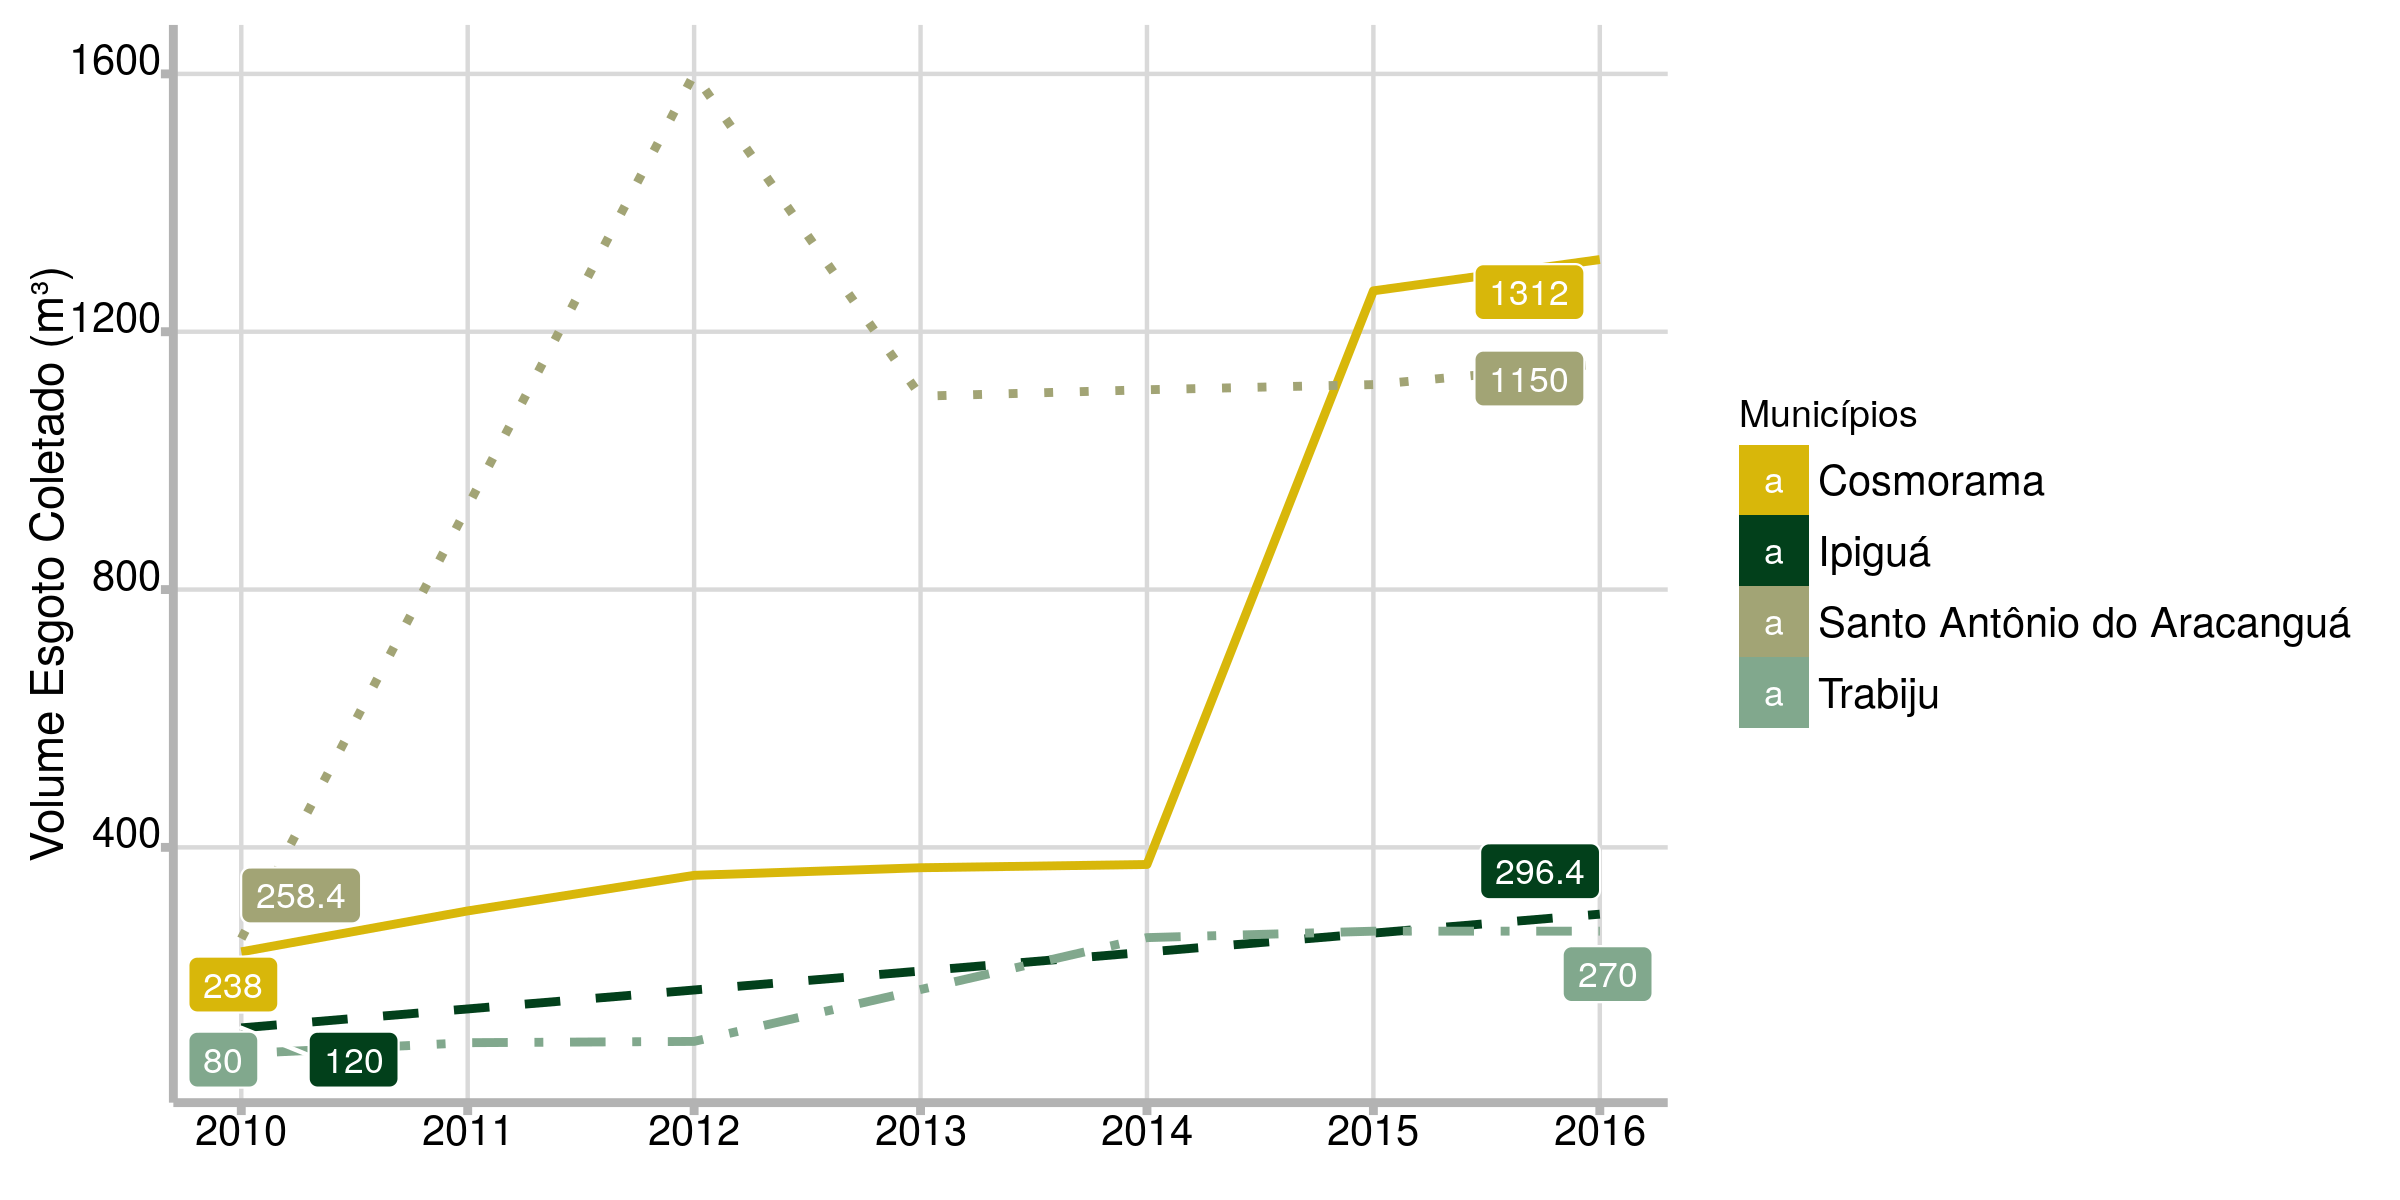 Volume Esgoto Coletado (m³)
1600
1200
800
400
1312
1150
258.4
296.4
238
270
80
120
2010 2011 2012 2013 2014 2015 2016
Municípios
a Cosmorama
a Ipiguá
a Santo Antônio do Aracanguá
a Trabiju